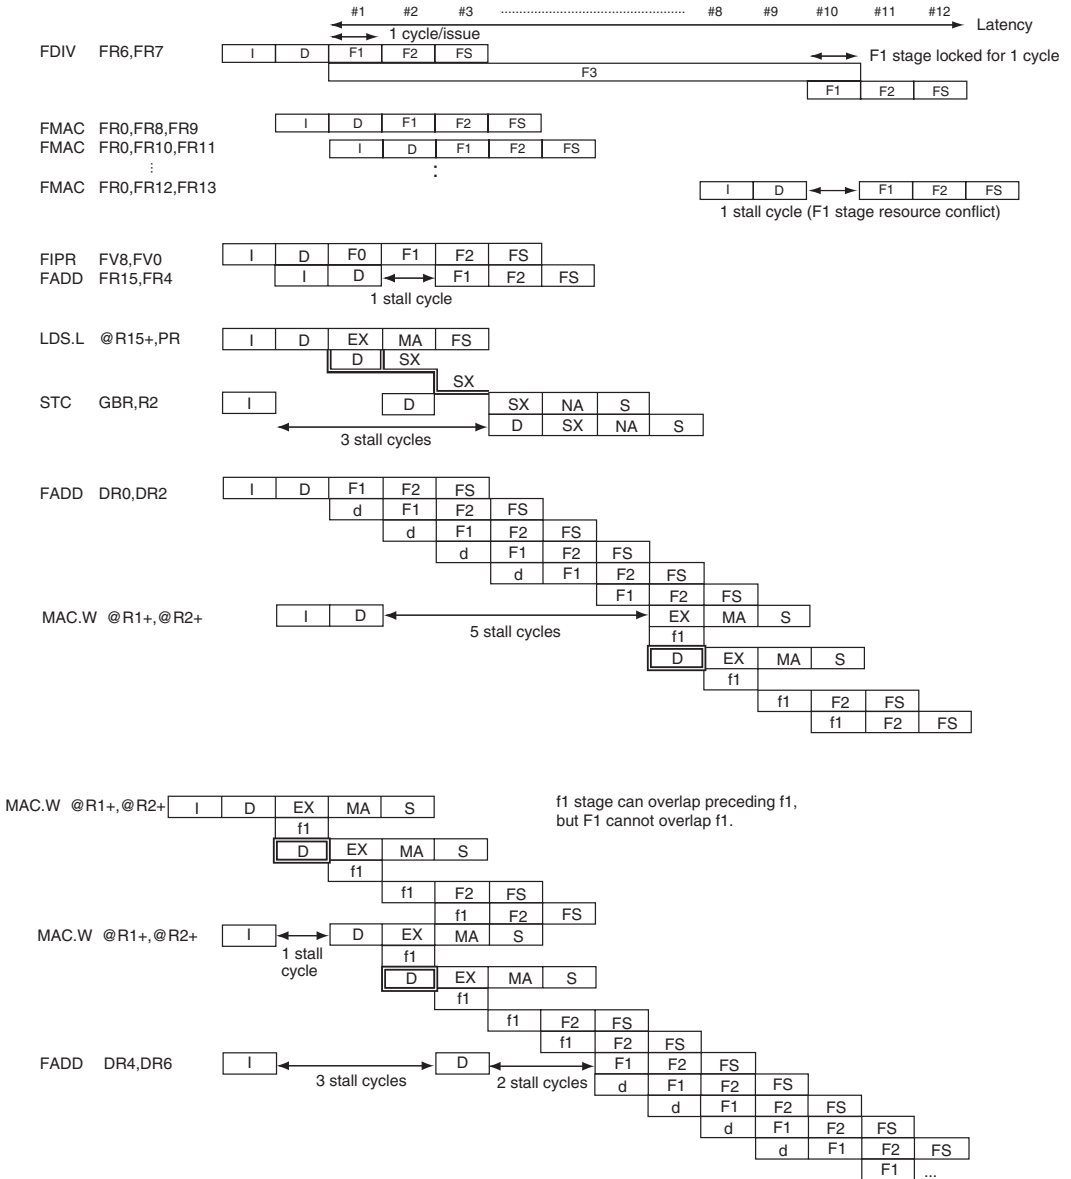 #1 #2 #3 ........................................ #8 #9 #10 #11 #12
Latency
1 cycle/issue
FDIV FR6,FR7 I D F1 F2 FS
F1 stage locked for 1 cycle
F3
F1 F2 FS
FMAC FR0,FR8,FR9 I D F1 F2 FS
FMAC FR0,FR10,FR11 I D F1 F2 FS
⋮ :
FMAC FR0,FR12,FR13 I D F1 F2 FS
1 stall cycle (F1 stage resource conflict)
FIPR FV8,FV0 I D F0 F1 F2 FS
FADD FR15,FR4 I D F1 F2 FS
1 stall cycle
LDS.L @R15+,PR I D EX MA FS
D SX
SX
STC GBR,R2 I D SX NA S
D SX NA S
3 stall cycles
FADD DR0,DR2 I D F1 F2 FS
d F1 F2 FS
d F1 F2 FS
d F1 F2 FS
d F1 F2 FS
F1 F2 FS
MAC.W @R1+,@R2+ I D EX MA S
5 stall cycles
f1
D EX MA S
f1
f1 F2 FS
f1 F2 FS
MAC.W @R1+,@R2+ I D EX MA S
f1 stage can overlap preceding f1,
but F1 cannot overlap f1.
f1
D EX MA S
f1
f1 F2 FS
f1 F2 FS
MAC.W @R1+,@R2+ I D EX MA S
1 stall
cycle
f1
D EX MA S
f1
f1 F2 FS
f1 F2 FS
FADD DR4,DR6 I D F1 F2 FS
3 stall cycles 2 stall cycles
d F1 F2 FS
d F1 F2 FS
d F1 F2 FS
d F1 F2 FS
F1 ...